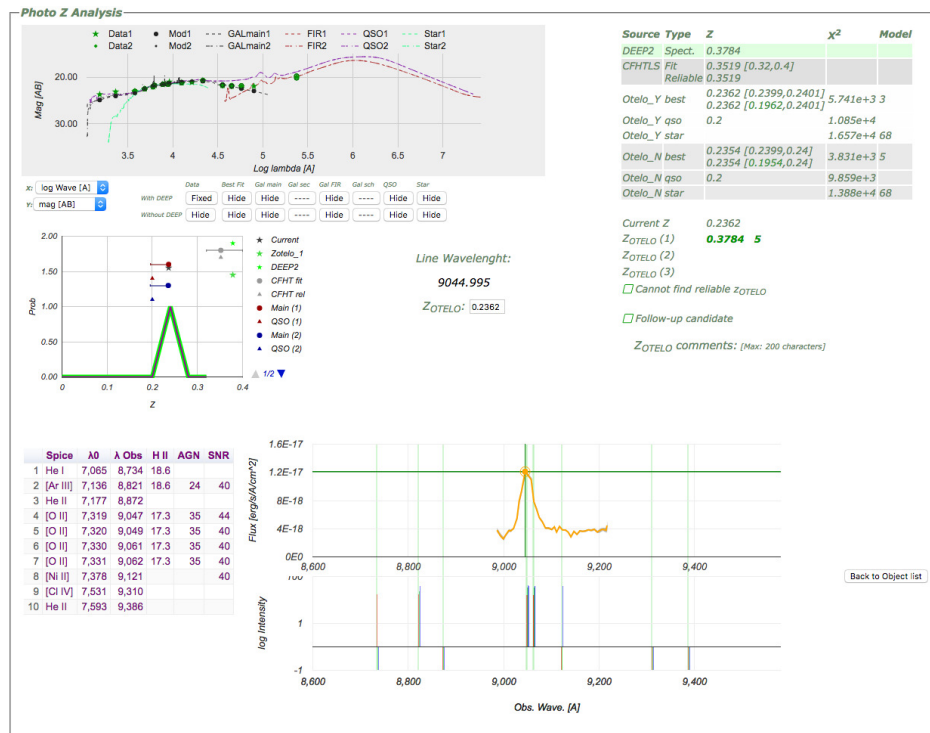 Photo Z Analysis
Data1 Mod1 GALmain1 FIR1 QSO1 Star1
Data2 Mod2 GALmain2 FIR2 QSO2 Star2
Mag [AB]
20.00
30.00
3.5 4 4.5 5 5.5 6 6.5 7
Log lambda [A]
X: log Wave [A]
Y: mag [AB]
Data Best Fit Gal main Gal sec Gal FIR Gal sch QSO Star
With DEEP Fixed Hide Hide ---- Hide ---- Hide Hide
Without DEEP Hide Hide Hide ---- Hide ---- Hide Hide
Source Type Z X² Model
DEEP2 Spect. 0.3784
CFHTLS Fit 0.3519 [0.32,0.4]
Reliable 0.3519
Otelo_Y best 0.2362 [0.2399,0.2401] 5.741e+3 3
0.2362 [0.1962,0.2401]
Otelo_Y qso 0.2 1.085e+4
Otelo_Y star 1.657e+4 68
Otelo_N best 0.2354 [0.2399,0.24] 3.831e+3 5
0.2354 [0.1954,0.24]
Otelo_N qso 0.2 9.859e+3
Otelo_N star 1.388e+4 68
Current Z 0.2362
ZOTELO (1) 0.3784 5
ZOTELO (2)
ZOTELO (3)
Cannot find reliable zOTELO
Follow-up candidate
ZOTELO comments: [Max: 200 characters]
Prob
2.00
1.50
1.00
0.50
0.00
0 0.1 0.2 0.3 0.4
Z
Current
Zotelo_1
DEEP2
CFHT fit
CFHT rel
Main (1)
QSO (1)
Main (2)
QSO (2)
1/2
Line Wavelenght:
9044.995
ZOTELO: 0.2362
Spice λ0 λ Obs H II AGN SNR
1 He I 7,065 8,734 18.6
2 [Ar III] 7,136 8,821 18.6 24 40
3 He II 7,177 8,872
4 [O II] 7,319 9,047 17.3 35 44
5 [O II] 7,320 9,049 17.3 35 40
6 [O II] 7,330 9,061 17.3 35 40
7 [O II] 7,331 9,062 17.3 35 40
8 [Ni II] 7,378 9,121 40
9 [Cl IV] 7,531 9,310
10 He II 7,593 9,386
Flux [erg/s/A/cm^2]
1.6E-17
1.2E-17
8E-18
4E-18
0E0
8,600 8,800 9,000 9,200 9,400
log Intensity
100
1
-1
8,600 8,800 9,000 9,200 9,400
Obs. Wave. [A]
Back to Object list